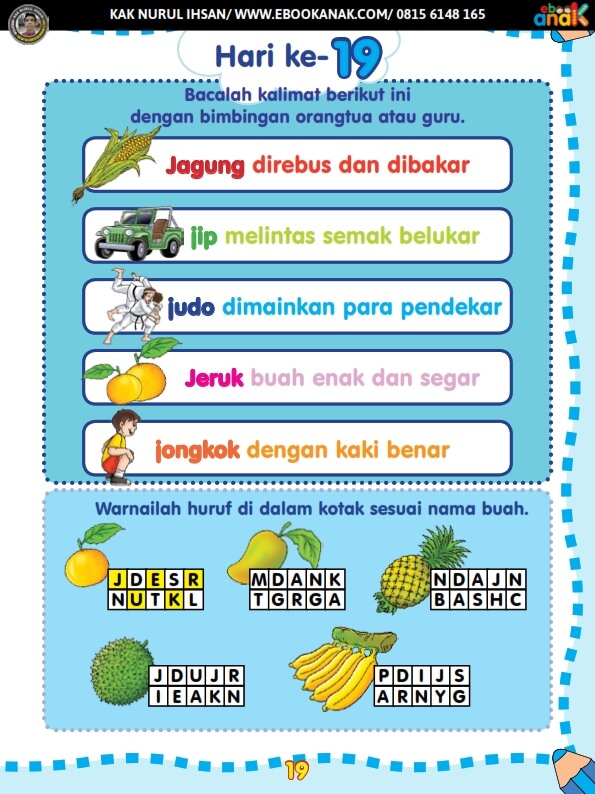 KAK NURUL IHSAN/ WWW.EBOOKANAK.COM/ 0815 6148 165
ebo
anak
Hari ke-19
Bacalah kalimat berikut ini
dengan bimbingan orangtua atau guru.
Jagung direbus dan dibakar
jip melintas semak belukar
judo dimainkan para pendekar
Jeruk buah enak dan segar
jongkok dengan kaki benar
Warnailah huruf di dalam kotak sesuai nama buah.
J D E S R
N U T K L
M D A N K
T G R G A
N D A J N
B A S H C
J D U J R
I E A K N
P D I J S
A R N Y G
19